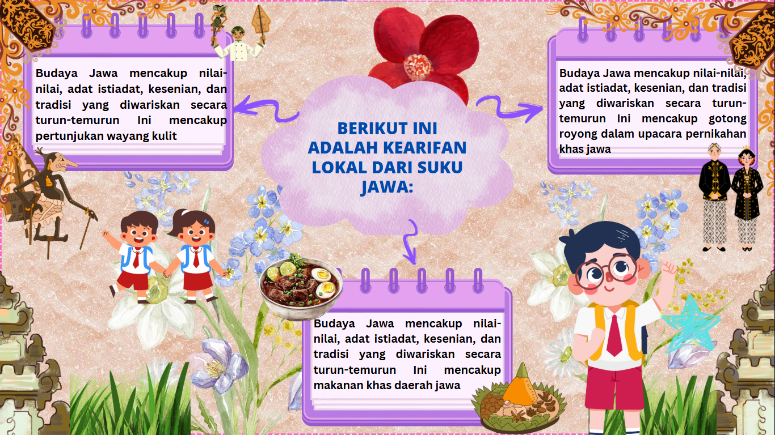 BERIKUT INI
ADALAH KEARIFAN
LOKAL DARI SUKU
JAWA:
Budaya Jawa mencakup nilai-
nilai, adat istiadat, kesenian, dan
tradisi yang diwariskan secara
turun-temurun Ini mencakup
pertunjukan wayang kulit
Budaya Jawa mencakup nilai-nilai,
adat istiadat, kesenian, dan tradisi
yang diwariskan secara turun-
temurun Ini mencakup gotong
royong dalam upacara pernikahan
khas jawa
Budaya Jawa mencakup nilai-
nilai, adat istiadat, kesenian, dan
tradisi yang diwariskan secara
turun-temurun Ini mencakup
makanan khas daerah jawa